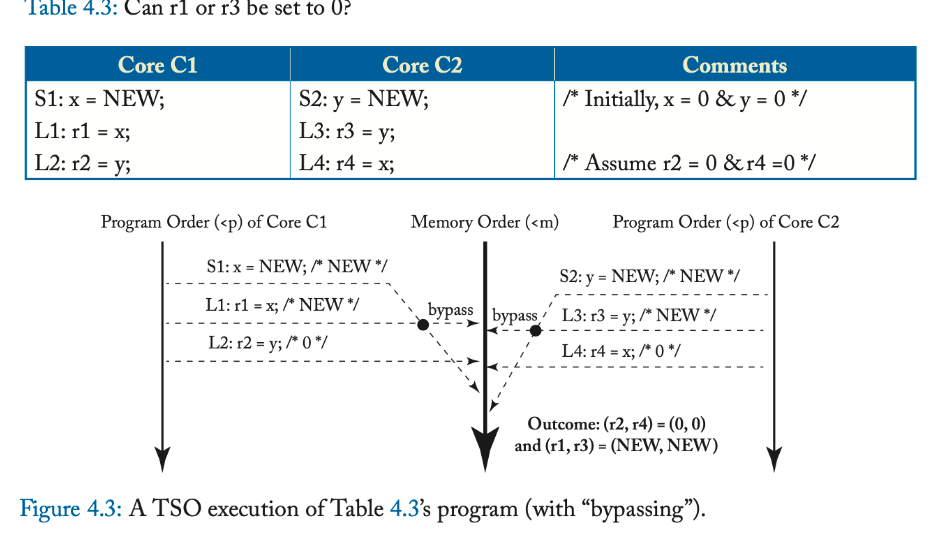 Table 4.3: Can r1 or r3 be set to 0?
Core C1 Core C2 Comments
S1: x = NEW; S2: y = NEW; /* Initially, x = 0 & y = 0 */
L1: r1 = x; L3: r3 = y;
L2: r2 = y; L4: r4 = x; /* Assume r2 = 0 & r4 =0 */
Program Order (<p) of Core C1 Memory Order (<m) Program Order (<p) of Core C2
S1: x = NEW; /* NEW */
S2: y = NEW; /* NEW */
L1: r1 = x; /* NEW */ bypass bypass L3: r3 = y; /* NEW */
L2: r2 = y; /* 0 */ L4: r4 = x; /* 0 */
Outcome: (r2, r4) = (0, 0)
and (r1, r3) = (NEW, NEW)
Figure 4.3: A TSO execution of Table 4.3’s program (with “bypassing”).